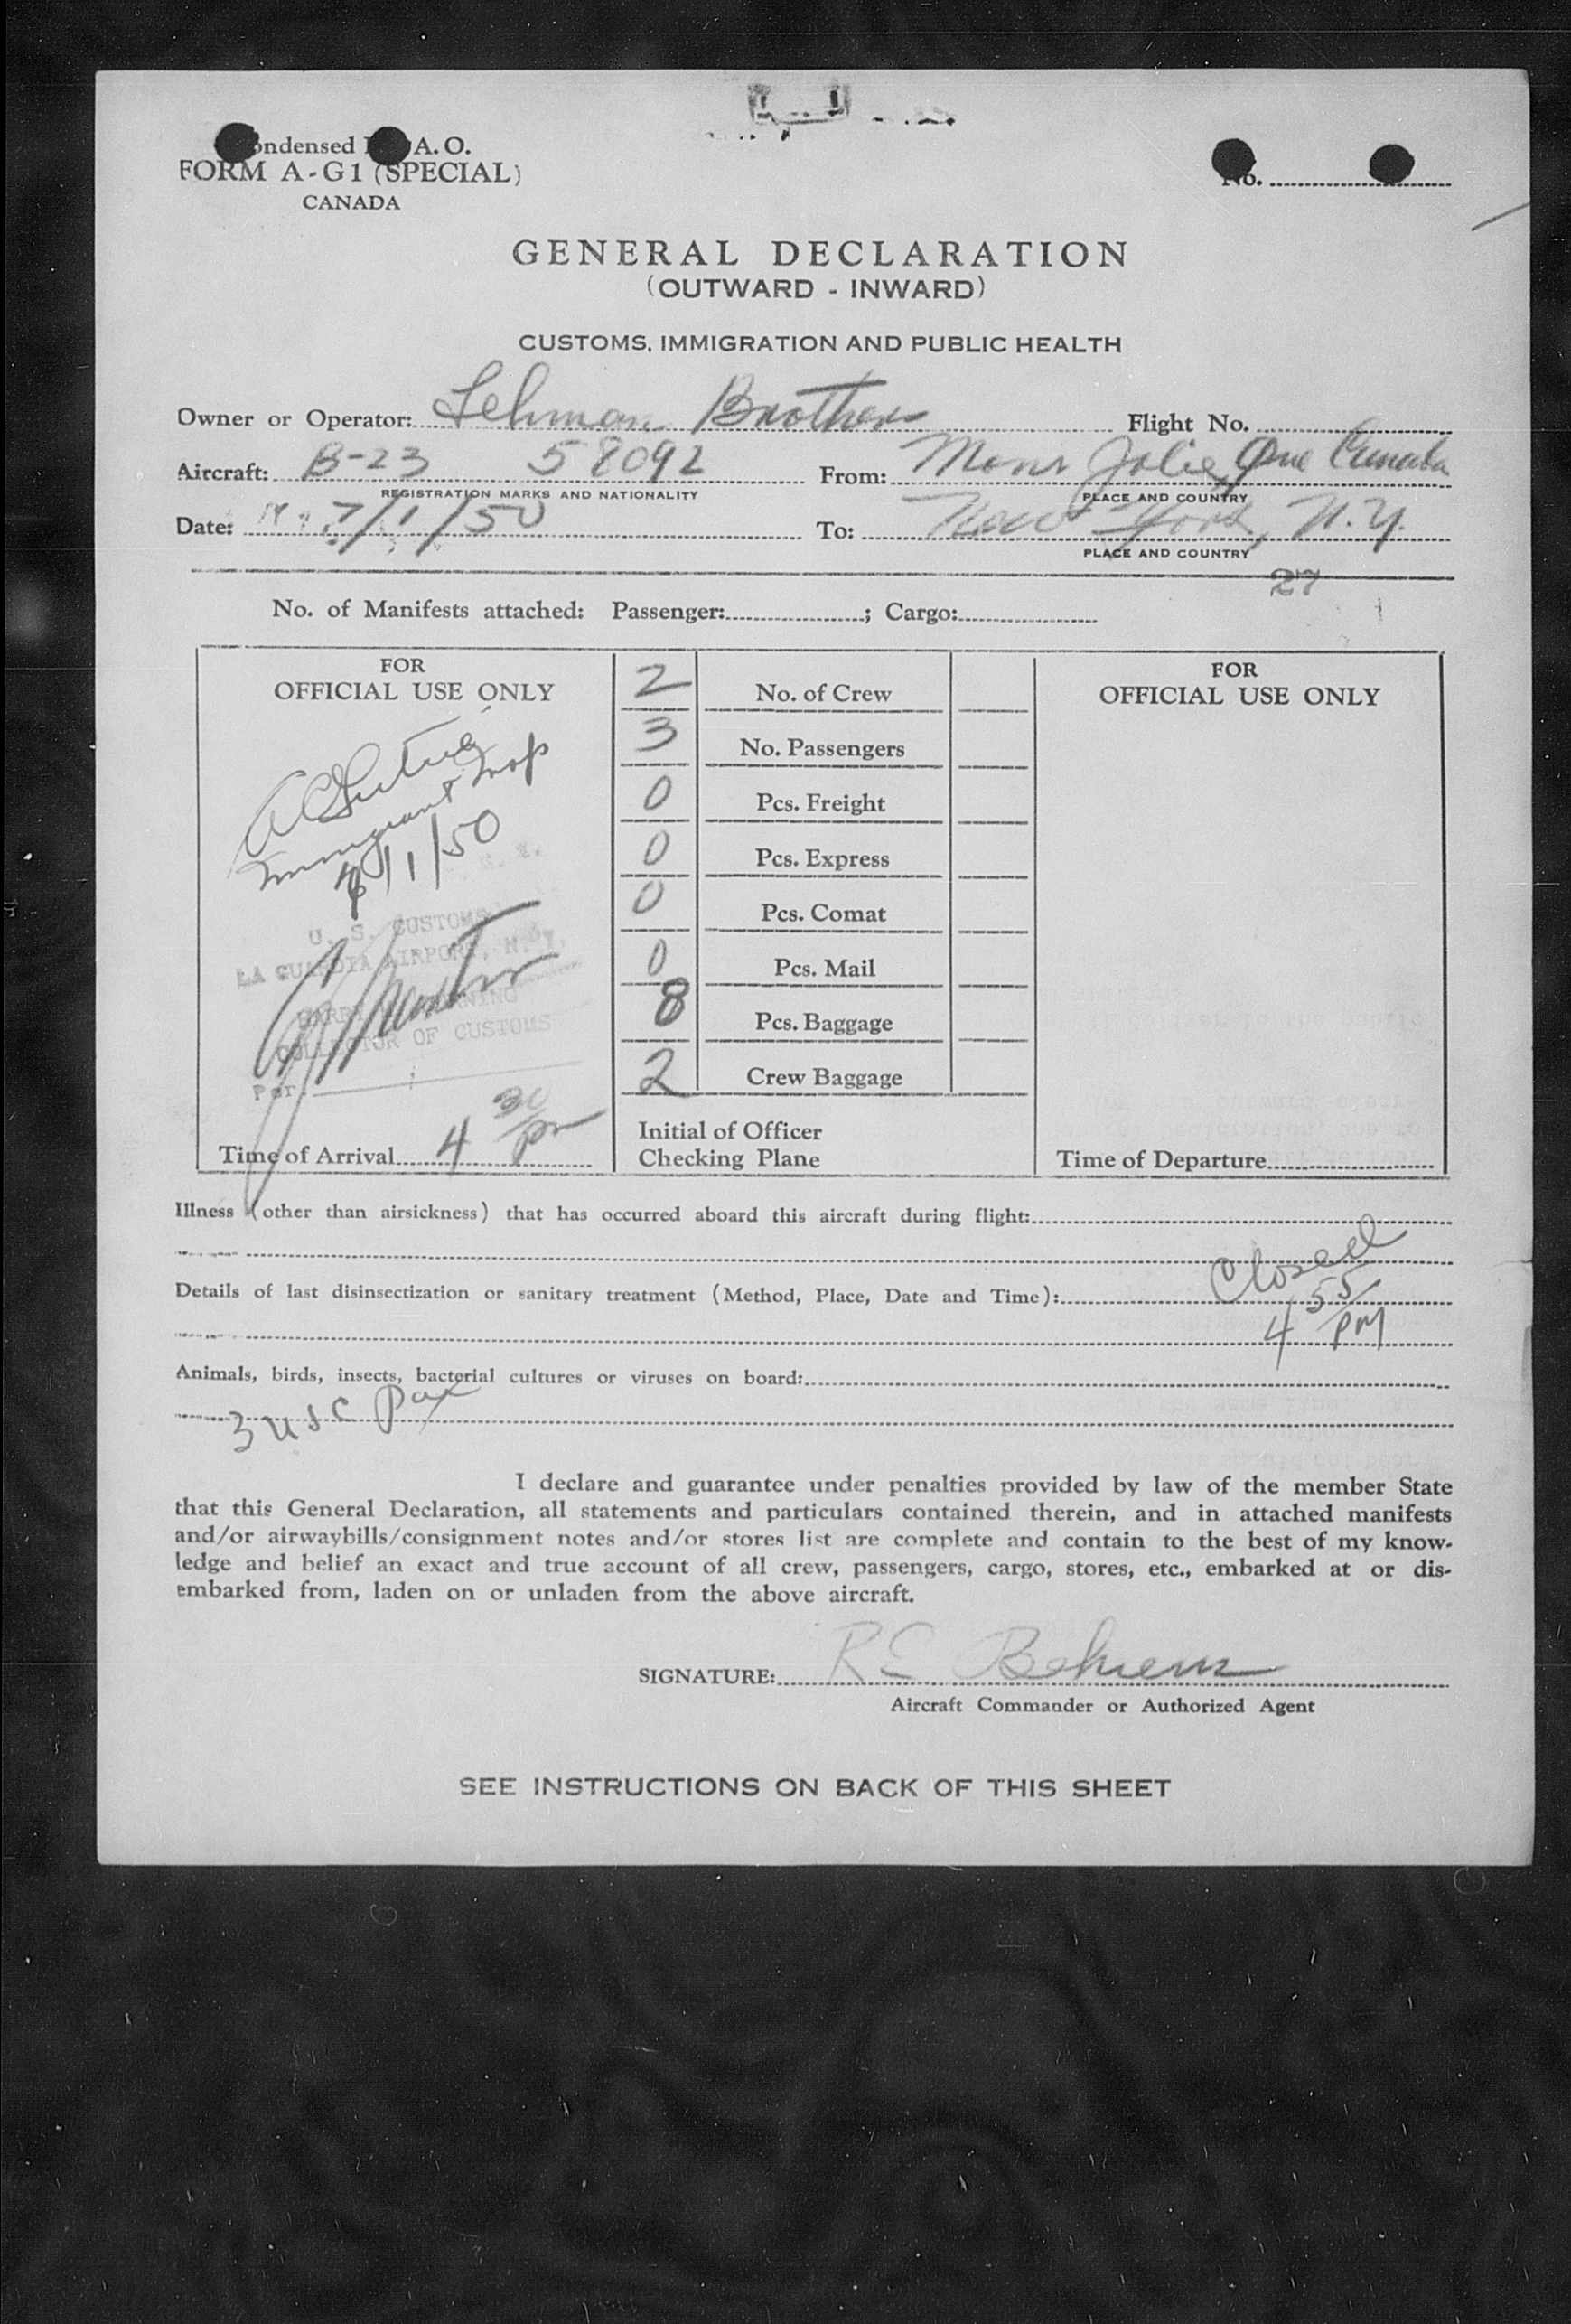 Condensed I.C.A.O.
FORM A-G1 (SPECIAL)
CANADA
No.
GENERAL DECLARATION
(OUTWARD - INWARD)
CUSTOMS, IMMIGRATION AND PUBLIC HEALTH
Owner or Operator: Lehman Brothers Flight No.
Aircraft: B-23 58092 From: Mont Jolie, Que Canada
REGISTRATION MARKS AND NATIONALITY PLACE AND COUNTRY
Date: 7/1/50 To: New York, N.Y.
PLACE AND COUNTRY
27
No. of Manifests attached: Passenger: ; Cargo:
FOR
OFFICIAL USE ONLY
Immigrant Insp
7/1/50
U. S. CUSTOMS
LA GUARDIA AIRPORT, N.Y.
COLLECTOR OF CUSTOMS
Per:
Time of Arrival 4 30 pm
2 No. of Crew
3 No. Passengers
0 Pcs. Freight
0 Pcs. Express
0 Pcs. Comat
0 Pcs. Mail
8 Pcs. Baggage
2 Crew Baggage
Initial of Officer
Checking Plane
FOR
OFFICIAL USE ONLY
Time of Departure
Illness (other than airsickness) that has occurred aboard this aircraft during flight:
Closed
Details of last disinsectization or sanitary treatment (Method, Place, Date and Time):
4 55 pm
Animals, birds, insects, bacterial cultures or viruses on board:
3 USC Pax
I declare and guarantee under penalties provided by law of the member State
that this General Declaration, all statements and particulars contained therein, and in attached manifests
and/or airwaybills/consignment notes and/or stores list are complete and contain to the best of my know-
ledge and belief an exact and true account of all crew, passengers, cargo, stores, etc., embarked at or dis-
embarked from, laden on or unladen from the above aircraft.
SIGNATURE: RE Behrens
Aircraft Commander or Authorized Agent
SEE INSTRUCTIONS ON BACK OF THIS SHEET